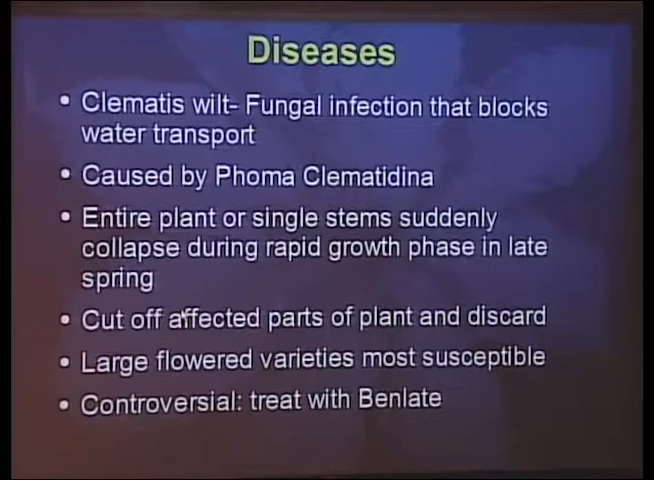 Diseases
• Clematis wilt- Fungal infection that blocks
water transport
• Caused by Phoma Clematidina
• Entire plant or single stems suddenly
collapse during rapid growth phase in late
spring
• Cut off affected parts of plant and discard
• Large flowered varieties most susceptible
• Controversial: treat with Benlate